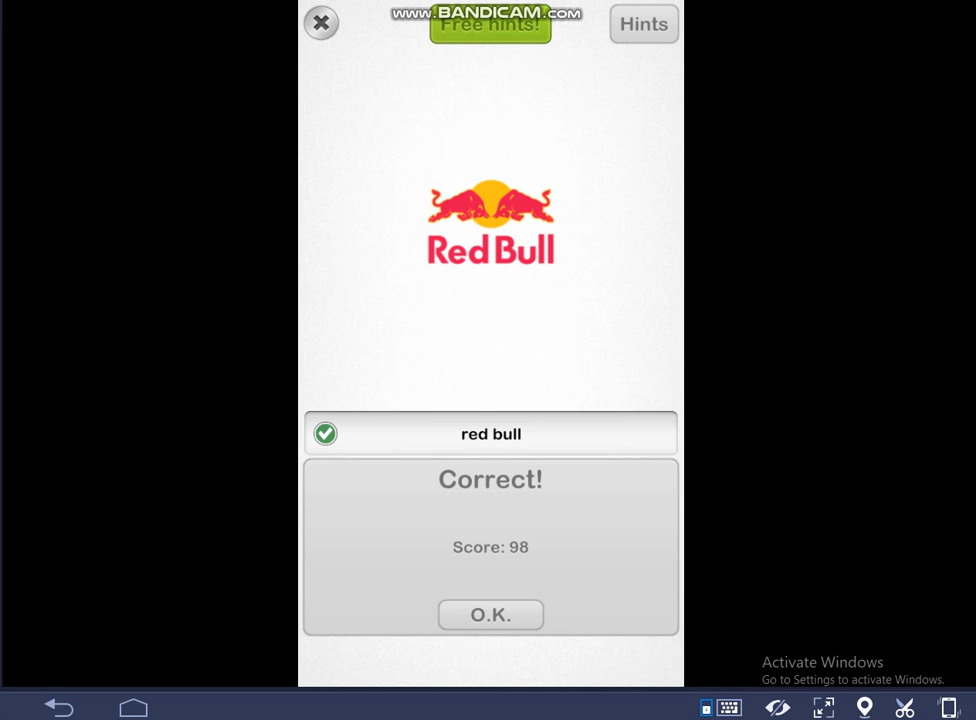 www.BANDICAM.com
Free hints!
Hints
Red Bull
red bull
Correct!
Score: 98
O.K.
Activate Windows
Go to Settings to activate Windows.